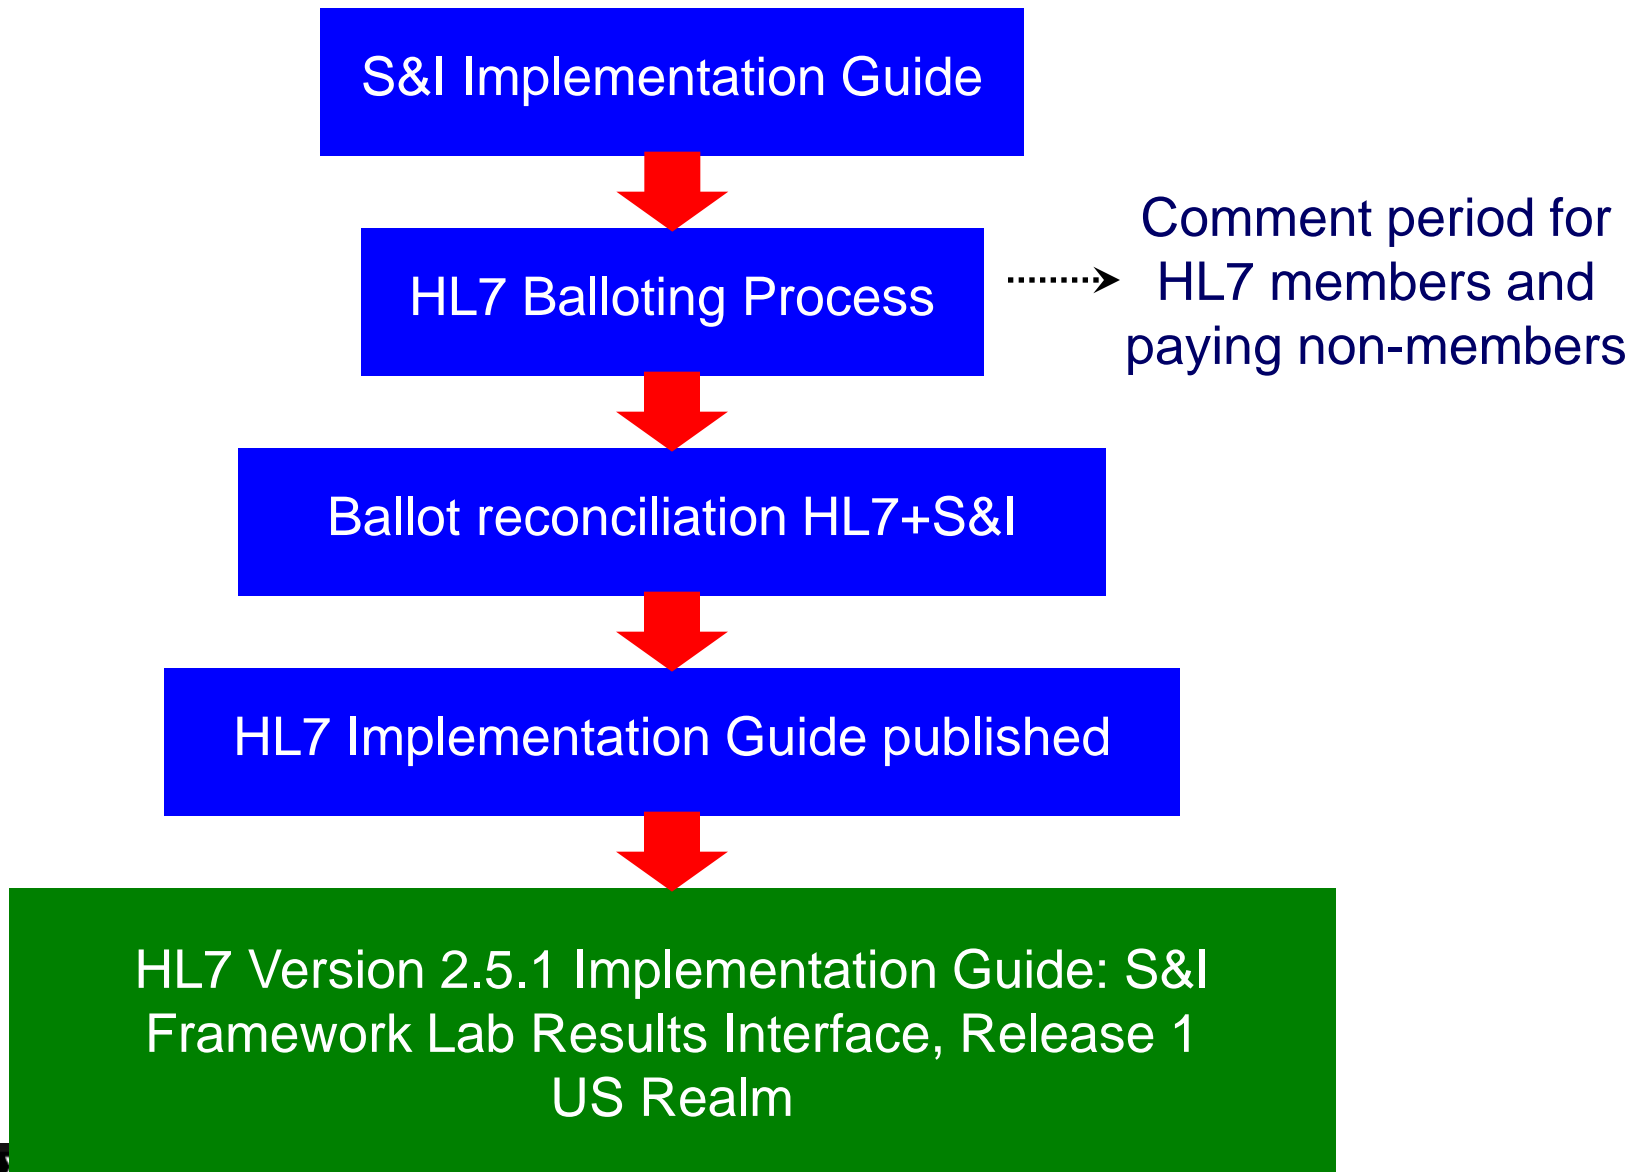 S&I Implementation Guide
HL7 Balloting Process
Comment period for
HL7 members and
paying non-members
Ballot reconciliation HL7+S&I
HL7 Implementation Guide published
HL7 Version 2.5.1 Implementation Guide: S&I
Framework Lab Results Interface, Release 1
US Realm